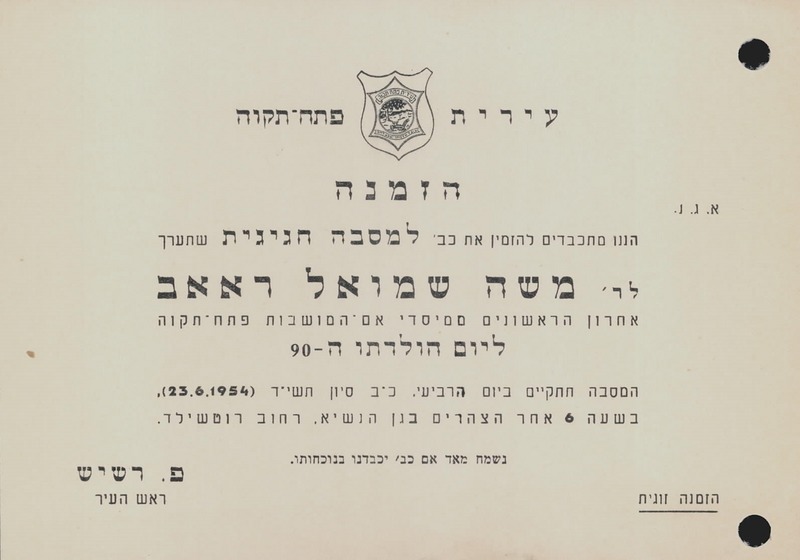 עירית פתח־תקוה
הזמנה
א. ג. נ.
הננו מתכבדים להזמין את כב׳ למסבה חגיגית שתערך
לר׳ משה שמואל ראאב
אחרון הראשונים ממיסדי אם־המושבות פתח־תקוה
ליום הולדתו ה־90
המסבה תתקיים ביום הרביעי, כ״ב סיון תשי״ד (23.6.1954),
בשעה 6 אחר הצהרים בגן הנשיא, רחוב רוטשילד.
נשמח מאד אם כב׳ יכבדנו בנוכחותו.
פ. רשיש
ראש העיר
הזמנה זוגית